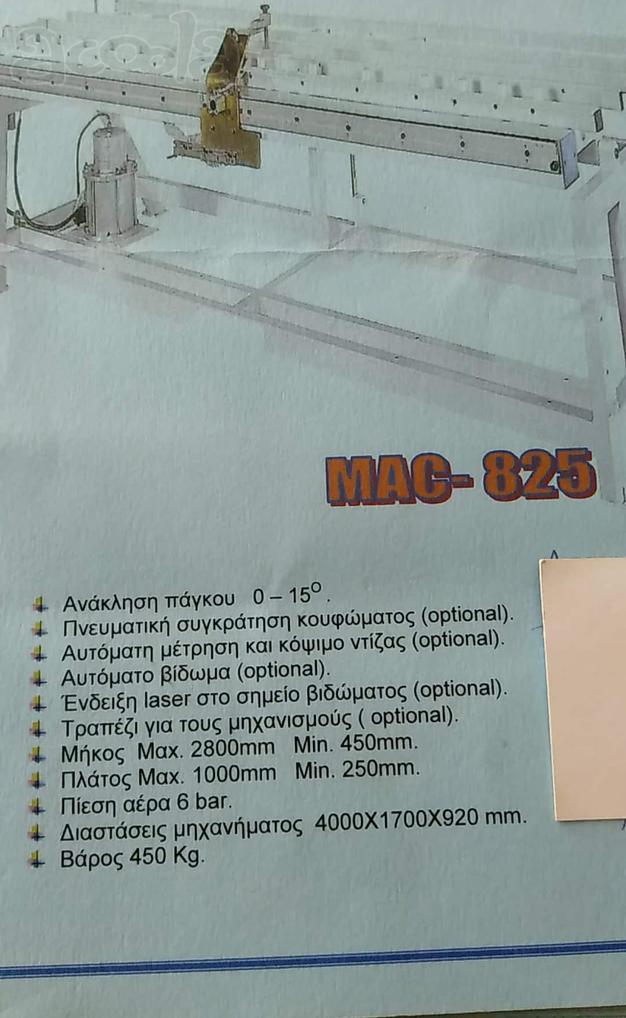 MAC- 825
Ανάκληση πάγκου 0 – 15⁰ .
Πνευματική συγκράτηση κουφώματος (optional).
Αυτόματη μέτρηση και κόψιμο ντίζας (optional).
Αυτόματο βίδωμα (optional).
Ένδειξη laser στο σημείο βιδώματος (optional).
Τραπέζι για τους μηχανισμούς ( optional).
Μήκος Max. 2800mm Min. 450mm.
Πλάτος Max. 1000mm Min. 250mm.
Πίεση αέρα 6 bar.
Διαστάσεις μηχανήματος 4000X1700X920 mm.
Βάρος 450 Kg.